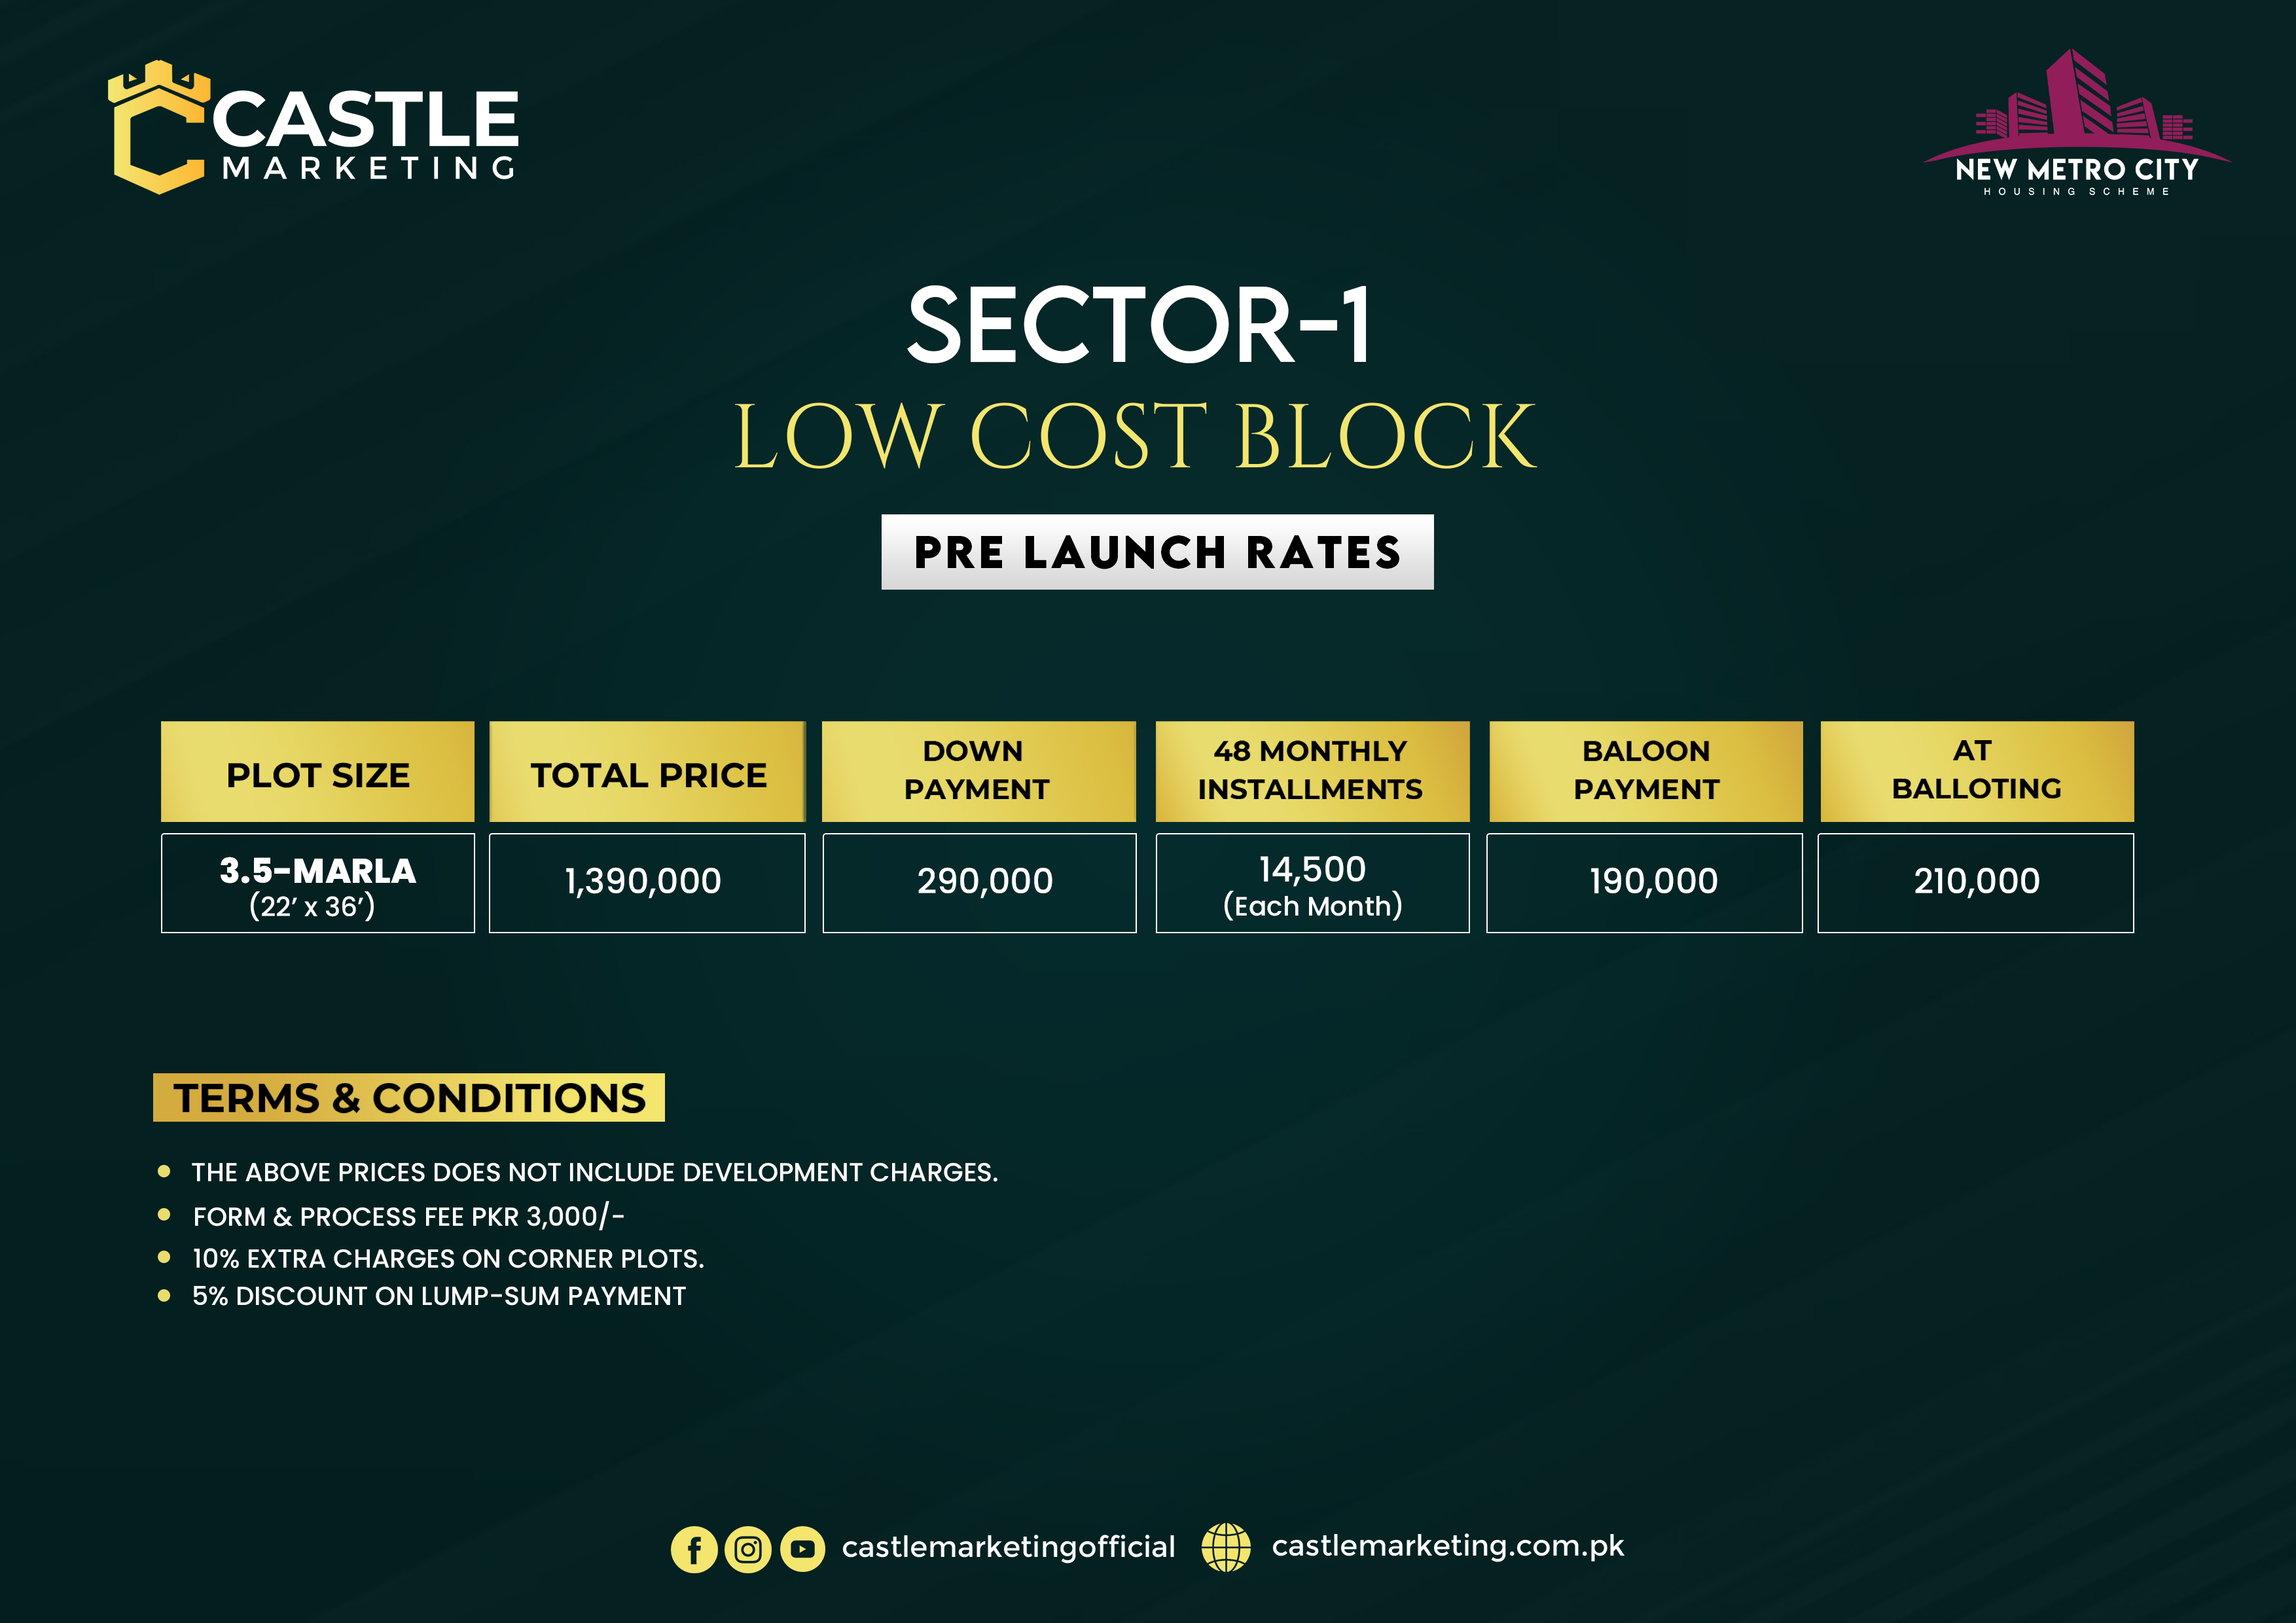 CASTLE
MARKETING
NEW METRO CITY
HOUSING SCHEME
SECTOR-1
LOW COST BLOCK
PRE LAUNCH RATES
PLOT SIZE
TOTAL PRICE
DOWN
PAYMENT
48 MONTHLY
INSTALLMENTS
BALOON
PAYMENT
AT
BALLOTING
3.5-MARLA
(22’ x 36’)
1,390,000
290,000
14,500
(Each Month)
190,000
210,000
TERMS & CONDITIONS
THE ABOVE PRICES DOES NOT INCLUDE DEVELOPMENT CHARGES.
FORM & PROCESS FEE PKR 3,000/-
10% EXTRA CHARGES ON CORNER PLOTS.
5% DISCOUNT ON LUMP-SUM PAYMENT
castlemarketingofficial
castlemarketing.com.pk